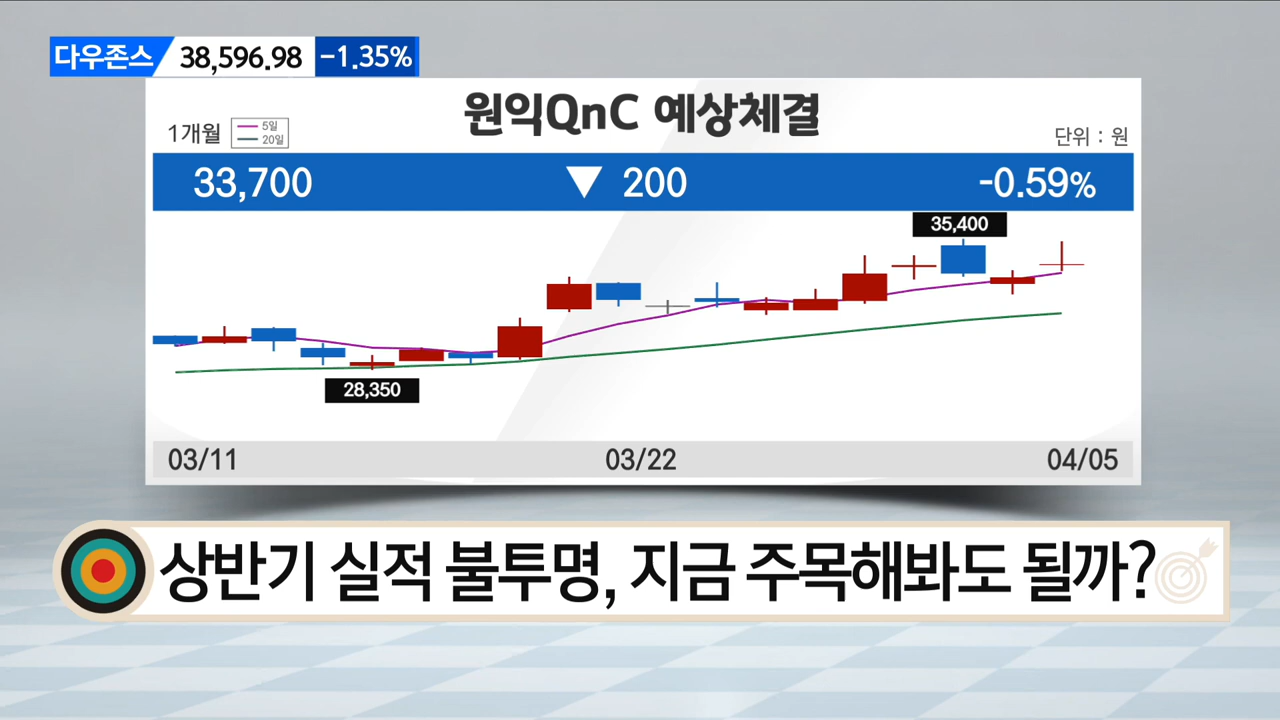 다우존스 38,596.98 -1.35%
원익QnC 예상체결
1개월 5일 20일 단위 : 원
33,700 ▼ 200 -0.59%
35,400
28,350
03/11 03/22 04/05
상반기 실적 불투명, 지금 주목해봐도 될까?